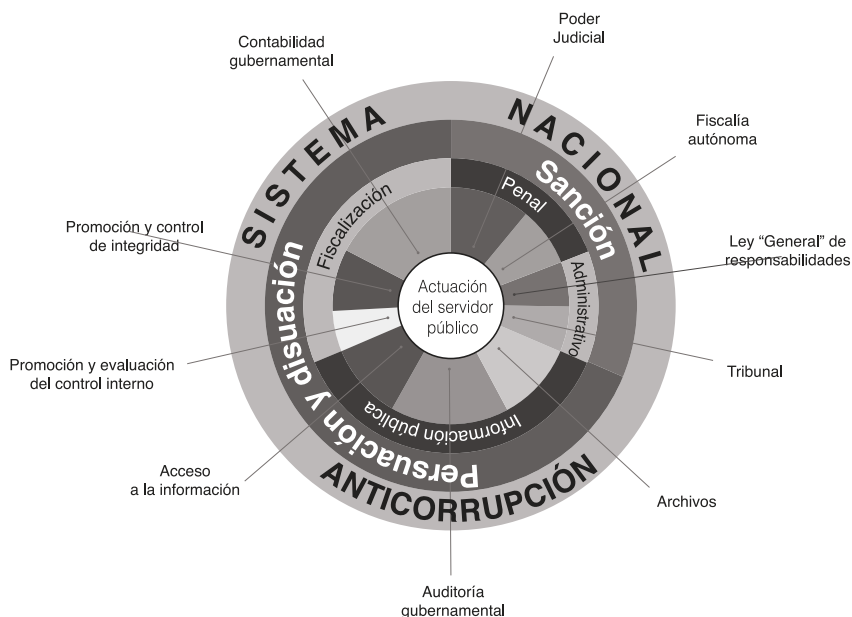 Poder
Judicial
Contabilidad
gubernamental
Fiscalía
autónoma
Promoción y control
de integridad
Ley “General” de
responsabilidades
Promoción y evaluación
del control interno
Tribunal
Acceso
a la información
Archivos
Auditoría
gubernamental
SISTEMA
NACIONAL
ANTICORRUPCIÓN
Sanción
Persuación y disuación
Penal
Administrativo
Fiscalización
Información pública
Actuación
del servidor
público